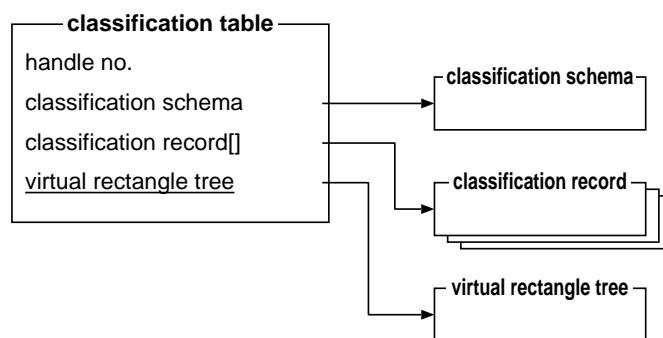 classification table
handle no.
classification schema
classification record[]
virtual rectangle tree
classification schema
classification record
virtual rectangle tree